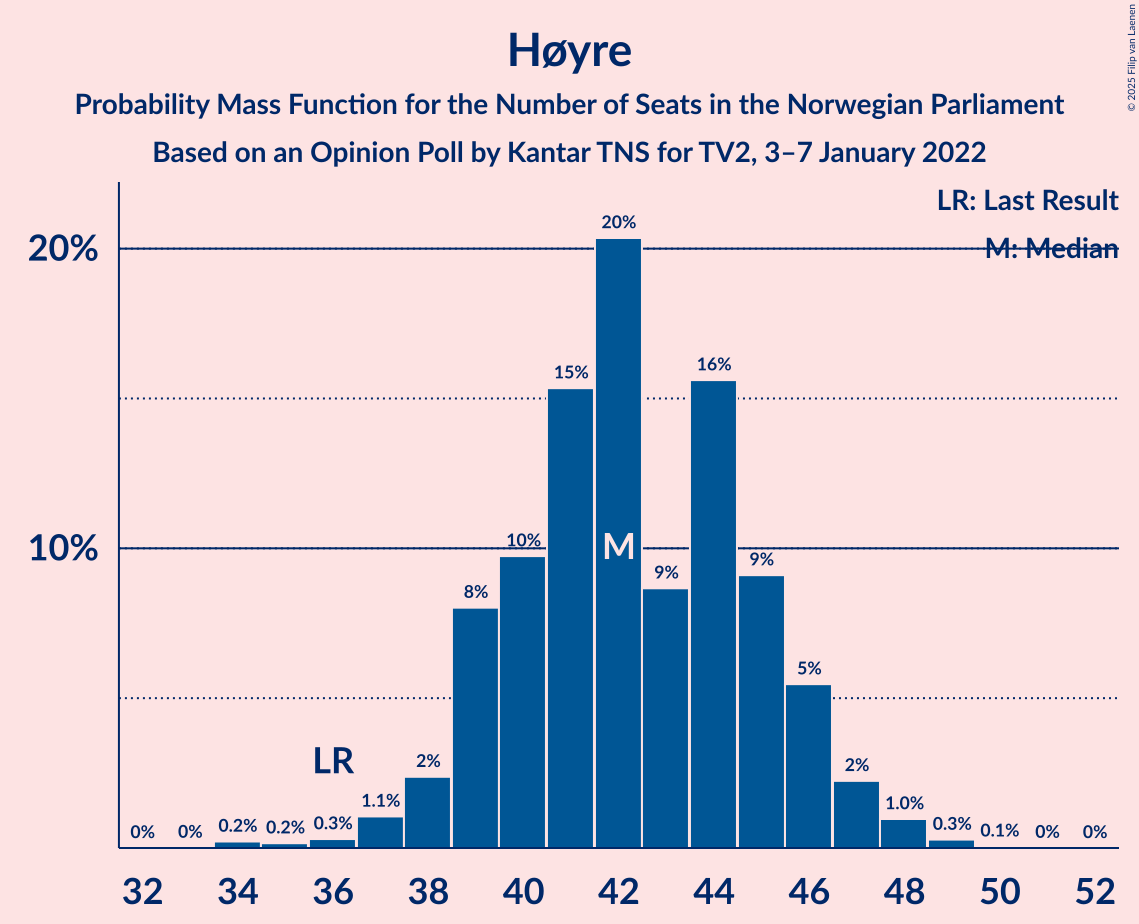 Høyre
Probability Mass Function for the Number of Seats in the Norwegian Parliament
Based on an Opinion Poll by Kantar TNS for TV2, 3–7 January 2022
© 2025 Filip van Laenen
LR: Last Result
M: Median
20%
10%
0% 0% 0.2% 0.2% 0.3% 1.1% 2% 8% 10% 15% 20% 9% 16% 9% 5% 2% 1.0% 0.3% 0.1% 0% 0%
LR
M
32 34 36 38 40 42 44 46 48 50 52